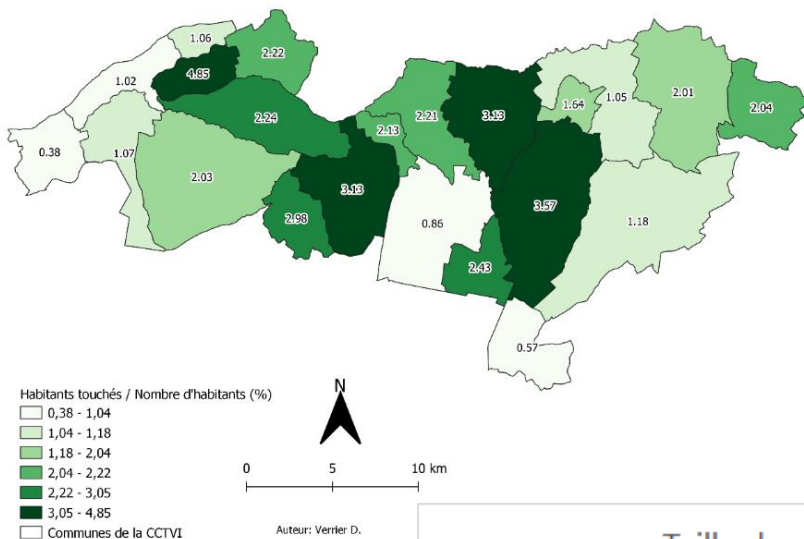 1.06
2.22
4.85
1.02
2.24
0.38
1.07
2.03
2.13
2.21
3.13
1.64
1.05
2.01
2.04
3.13
2.98
3.57
0.86
2.43
1.18
0.57
Habitants touchés / Nombre d'habitants (%)
0,38 - 1,04
1,04 - 1,18
1,18 - 2,04
2,04 - 2,22
2,22 - 3,05
3,05 - 4,85
Communes de la CCTVI
N
0 5 10 km
Auteur: Verrier D.